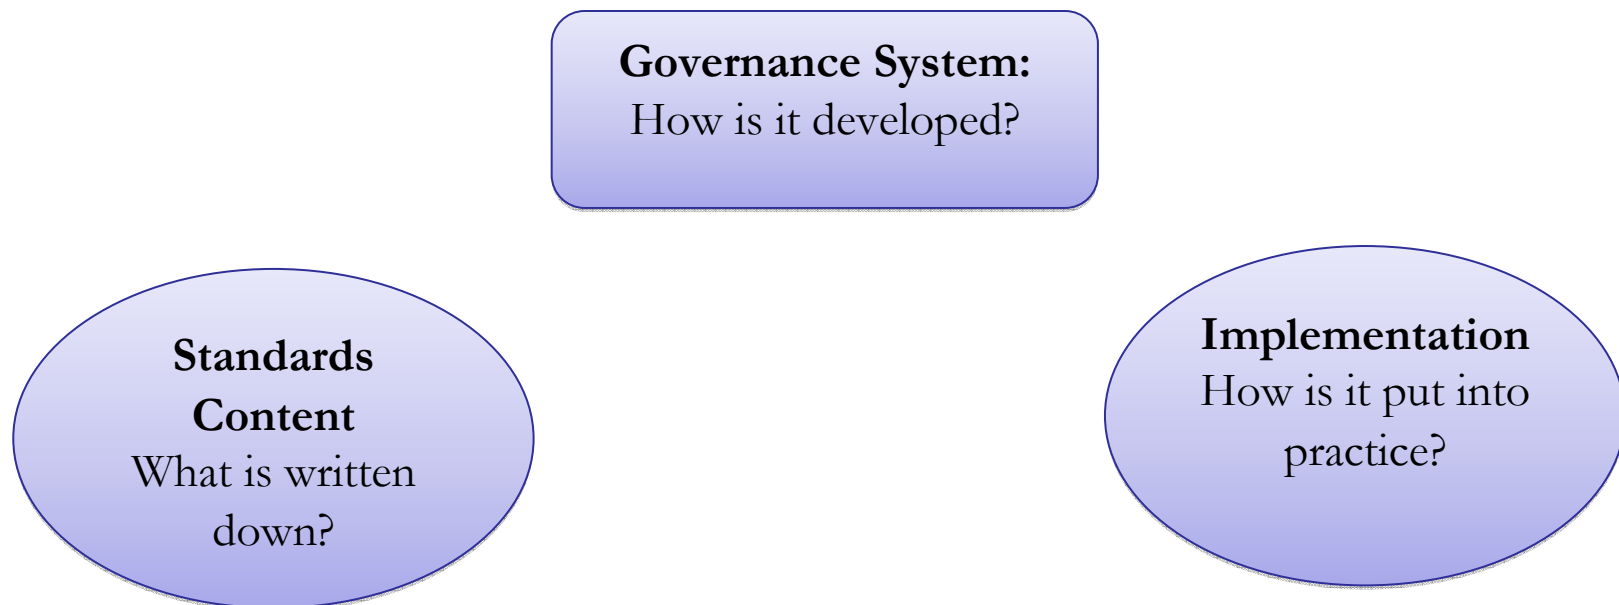 Governance System:
How is it developed?
Standards
Content
What is written
down?
Implementation
How is it put into
practice?